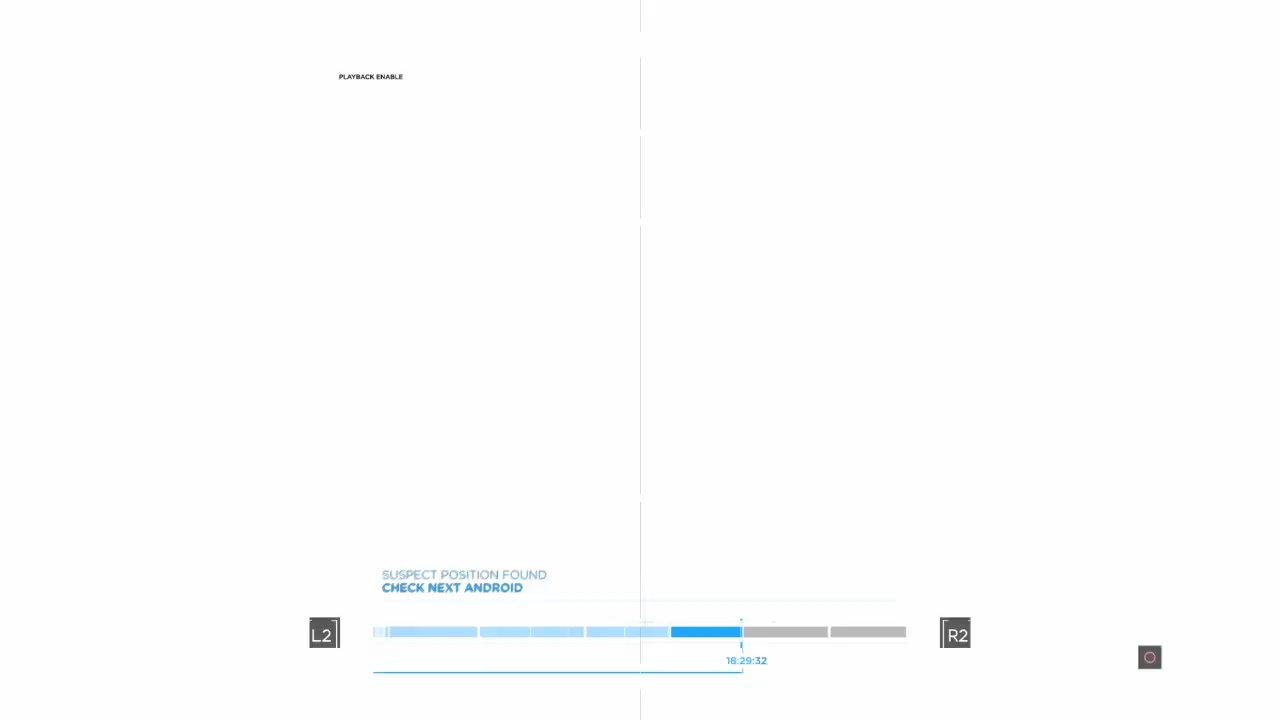 PLAYBACK ENABLE
SUSPECT POSITION FOUND
CHECK NEXT ANDROID
L2
R2
18:29:32